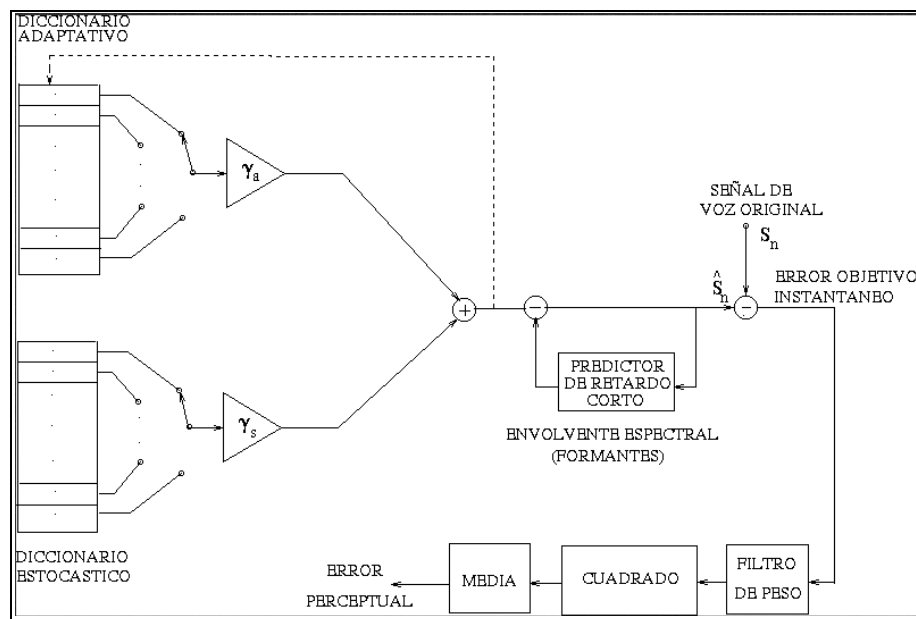 DICCIONARIO
ADAPTATIVO
γa
SEÑAL DE
VOZ ORIGINAL
Sn
ERROR OBJETIVO
INSTANTANEO
Ŝn
+
-
-
PREDICTOR
DE RETARDO
CORTO
ENVOLVENTE ESPECTRAL
(FORMANTES)
γs
DICCIONARIO
ESTOCASTICO
ERROR
PERCEPTUAL
MEDIA
CUADRADO
FILTRO
DE PESO